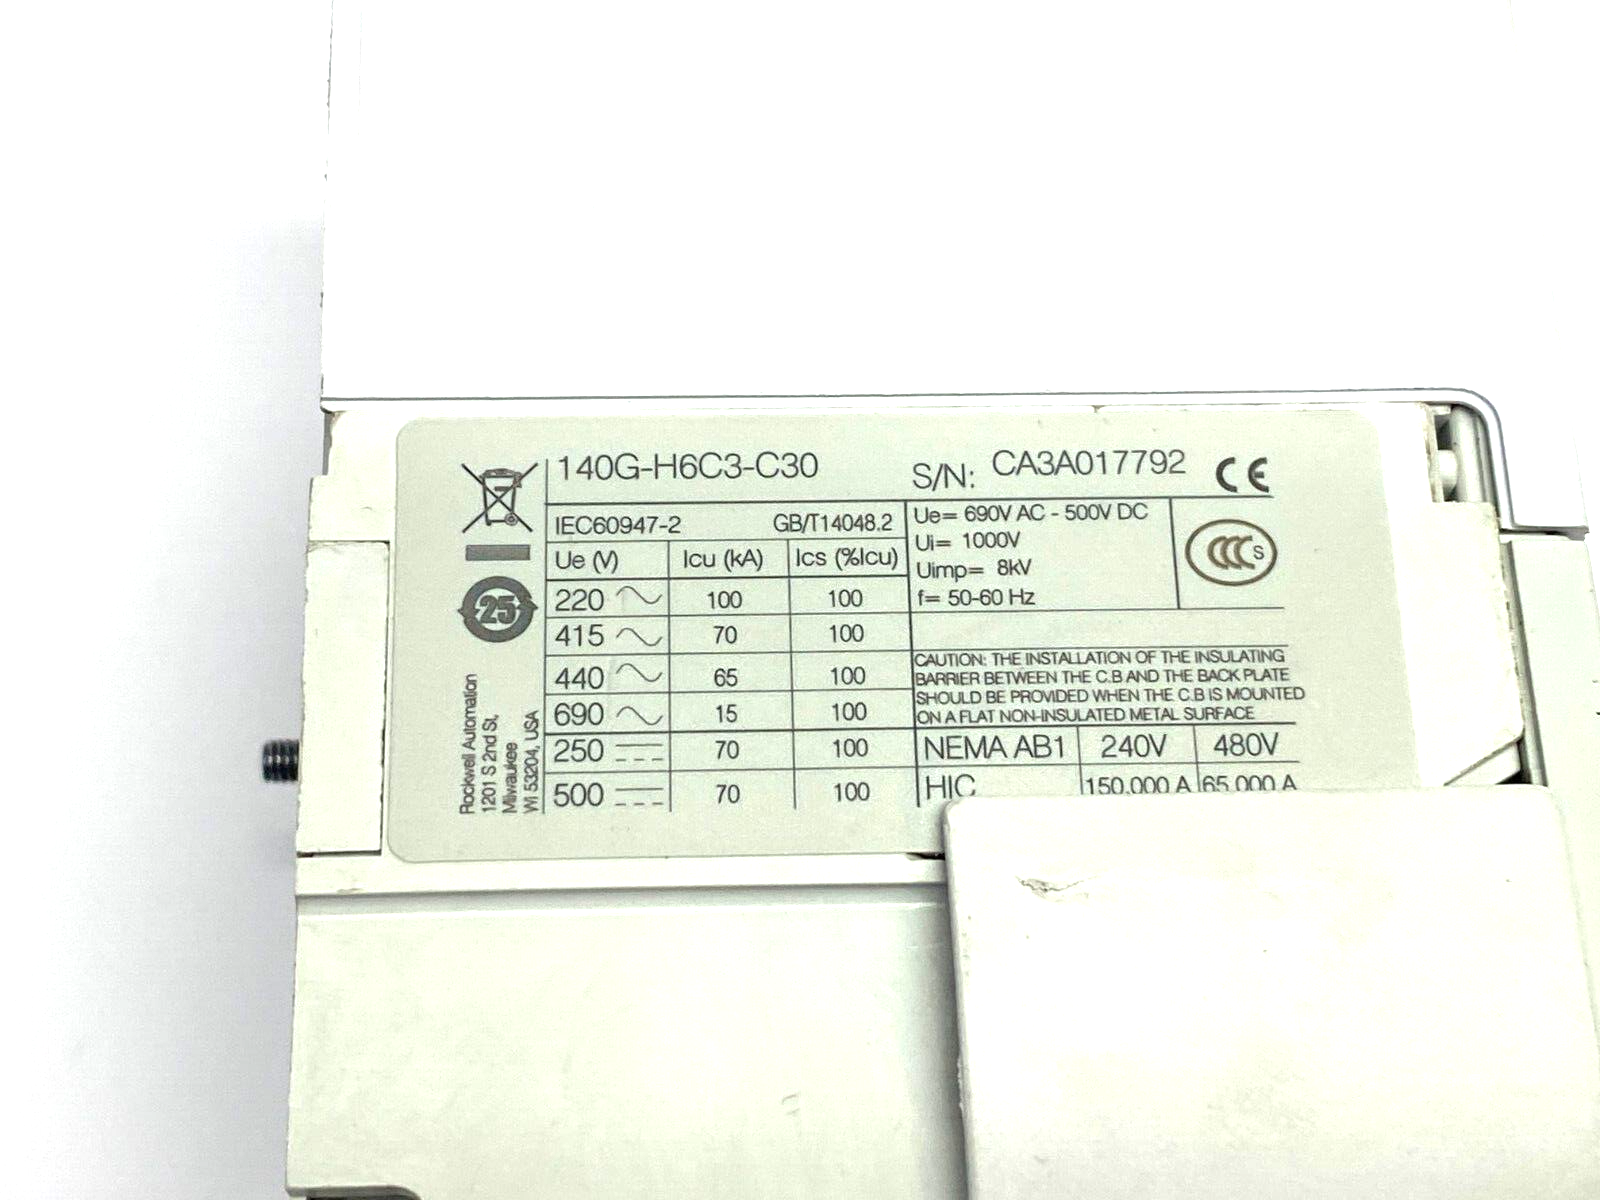 140G-H6C3-C30
S/N: CA3A017792
CE
IEC60947-2 GB/T14048.2
Ue (V) Icu (kA) Ics (%Icu)
220 100 100
415 70 100
440 65 100
690 15 100
250 70 100
500 70 100
Ue= 690V AC - 500V DC
Ui= 1000V
Uimp= 8kV
f= 50-60 Hz
CCC S
CAUTION: THE INSTALLATION OF THE INSULATING
BARRIER BETWEEN THE C.B AND THE BACK PLATE
SHOULD BE PROVIDED WHEN THE C.B IS MOUNTED
ON A FLAT NON-INSULATED METAL SURFACE
NEMA AB1 240V 480V
HIC 150.000 A 65.000 A
25
Rockwell Automation
1201 S 2nd St,
Milwaukee
WI 53204, USA